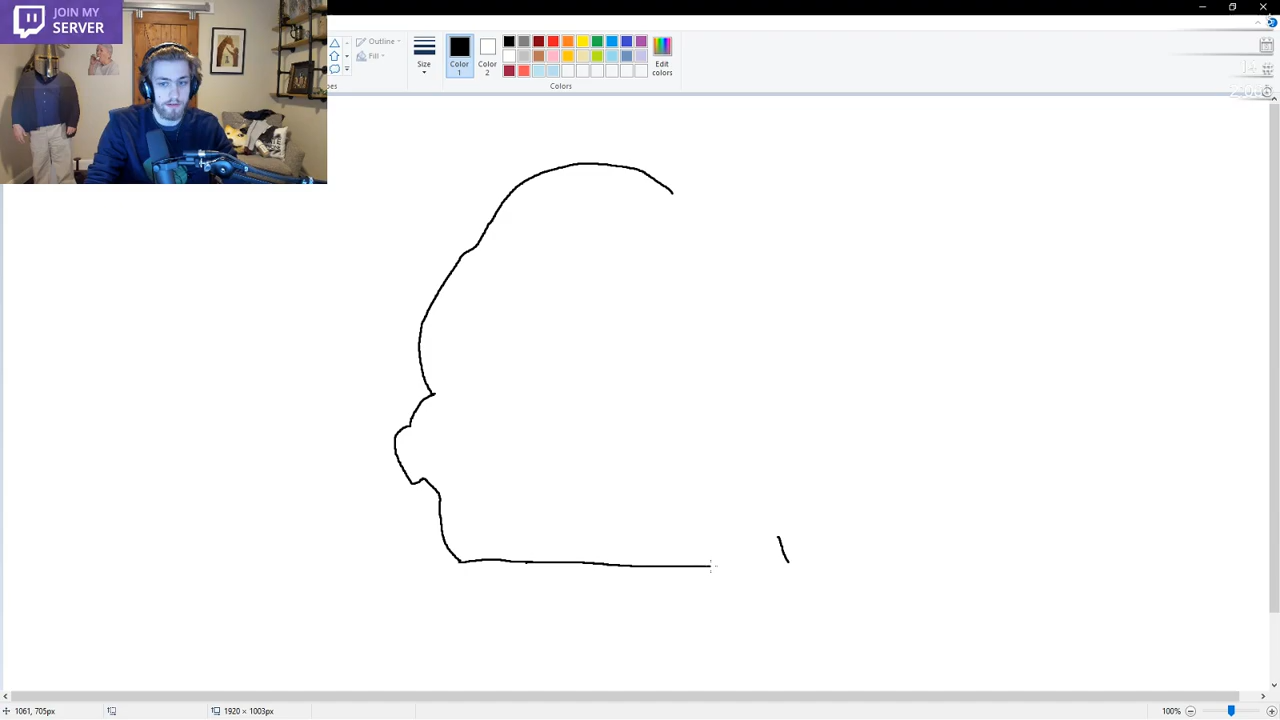 JOIN MY
SERVER
Outline
Fill
Size
Color
1
Color
2
Edit
colors
Colors
1061, 705px
1920 × 1003px
100%